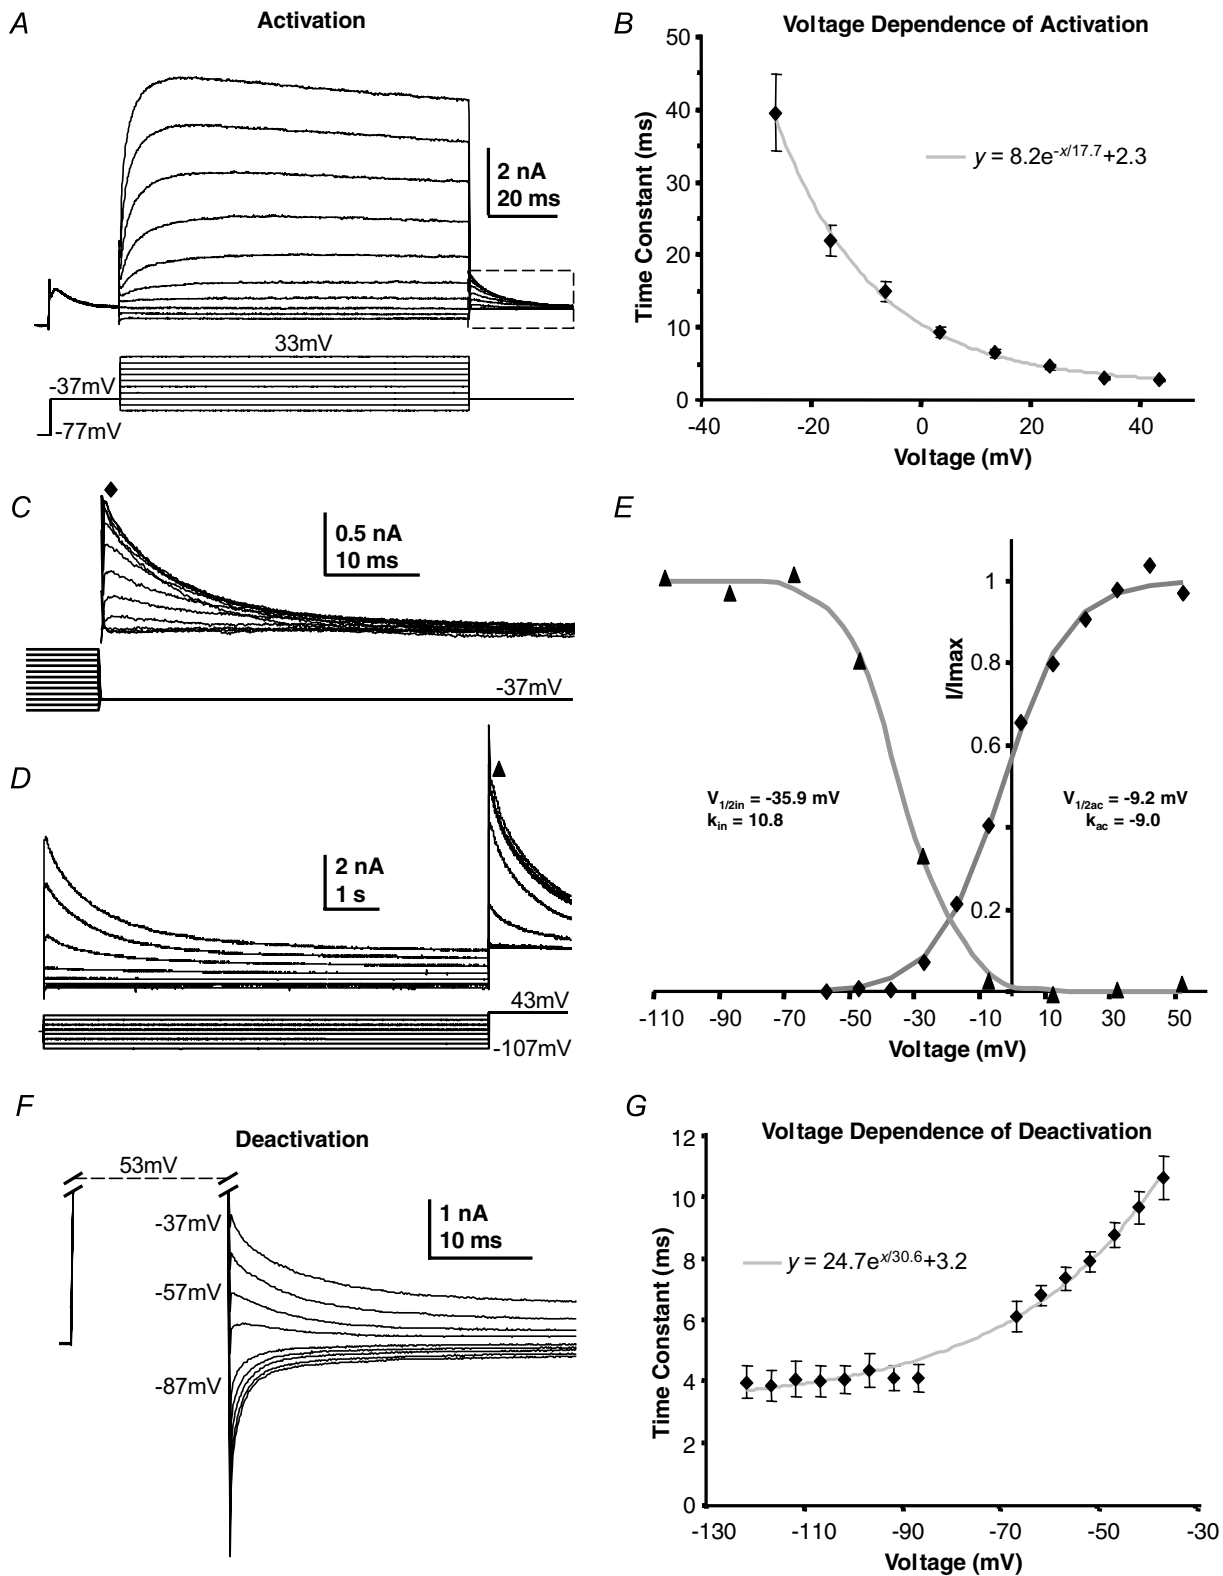 A
Activation
2 nA
20 ms
33mV
-37mV
-77mV
B
Voltage Dependence of Activation
50
40
30
20
10
0
Time Constant (ms)
y = 8.2e^-x/17.7+2.3
-40
-20
0
20
40
Voltage (mV)
C
0.5 nA
10 ms
-37mV
D
2 nA
1 s
43mV
-107mV
E
1
0.8
0.6
0.2
I/Imax
V1/2in = -35.9 mV
kin = 10.8
V1/2ac = -9.2 mV
kac = -9.0
-110
-90
-70
-50
-30
-10
10
30
50
Voltage (mV)
F
Deactivation
53mV
-37mV
-57mV
-87mV
1 nA
10 ms
G
Voltage Dependence of Deactivation
12
10
8
6
4
2
0
Time Constant (ms)
y = 24.7e^x/30.6+3.2
-130
-110
-90
-70
-50
-30
Voltage (mV)